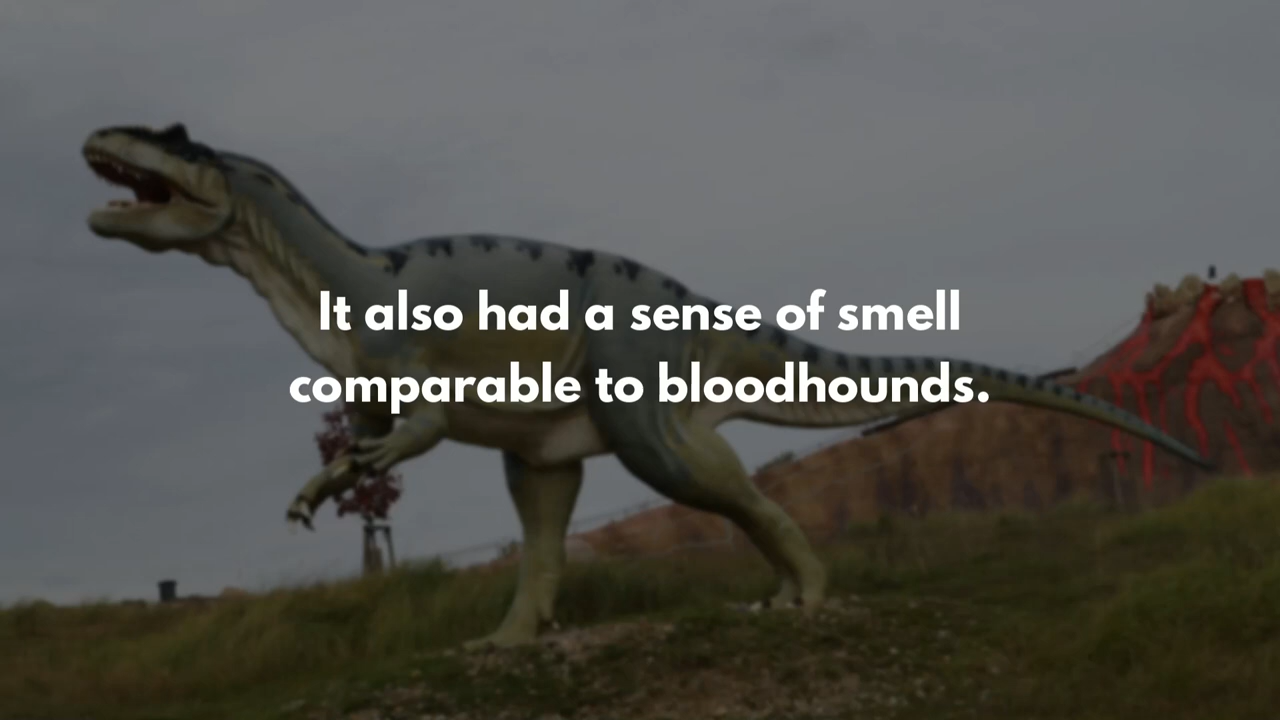 It also had a sense of smell
comparable to bloodhounds.